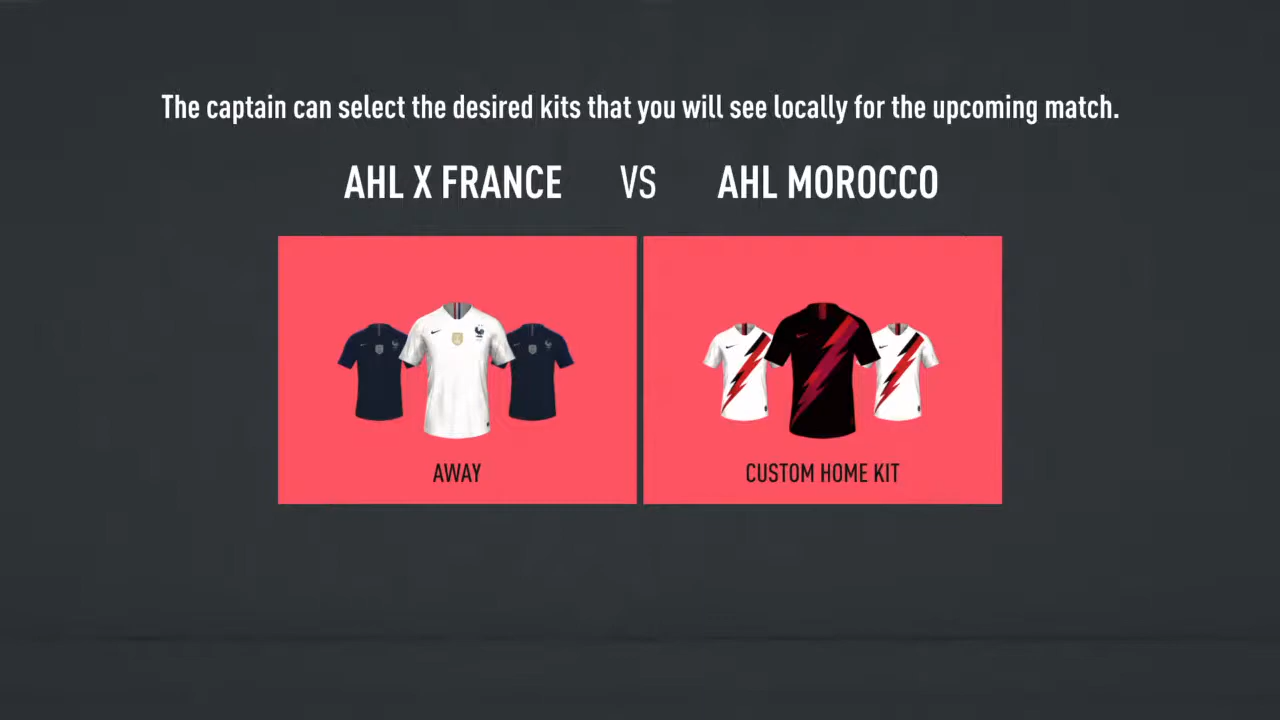 The captain can select the desired kits that you will see locally for the upcoming match.
AHL X FRANCE VS AHL MOROCCO
AWAY
CUSTOM HOME KIT